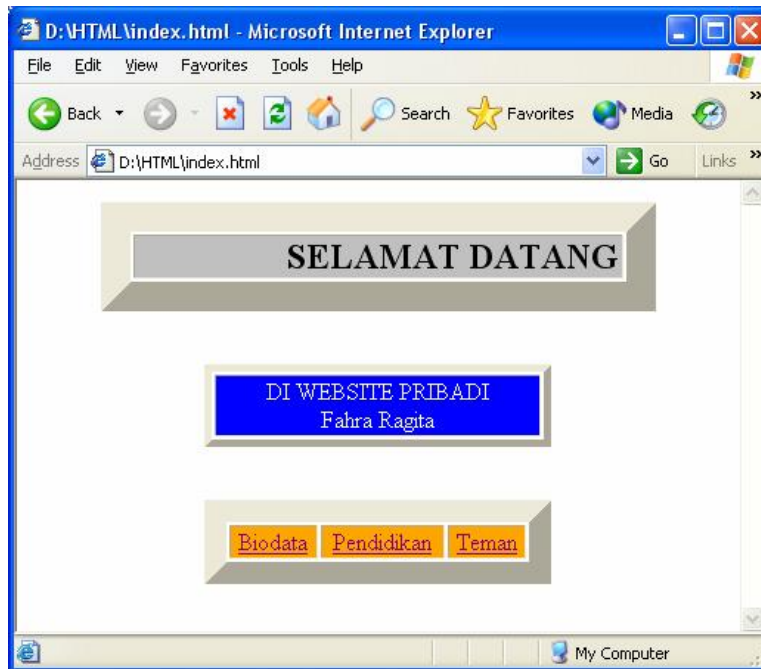 D:\HTML\index.html - Microsoft Internet Explorer
File Edit View Favorites Tools Help
Back Search Favorites Media »
Address D:\HTML\index.html Go Links »
SELAMAT DATANG
DI WEBSITE PRIBADI
Fahra Ragita
Biodata Pendidikan Teman
My Computer